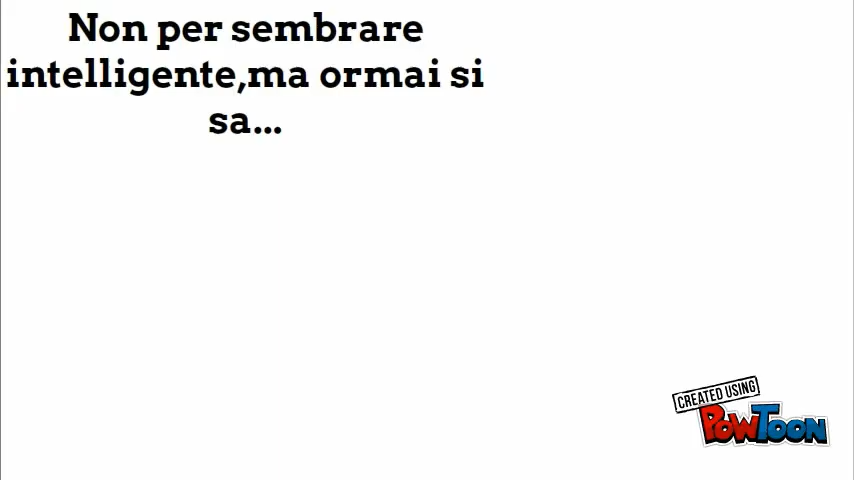 Non per sembrare
intelligente,ma ormai si
sa...
CREATED USING
POWTOON